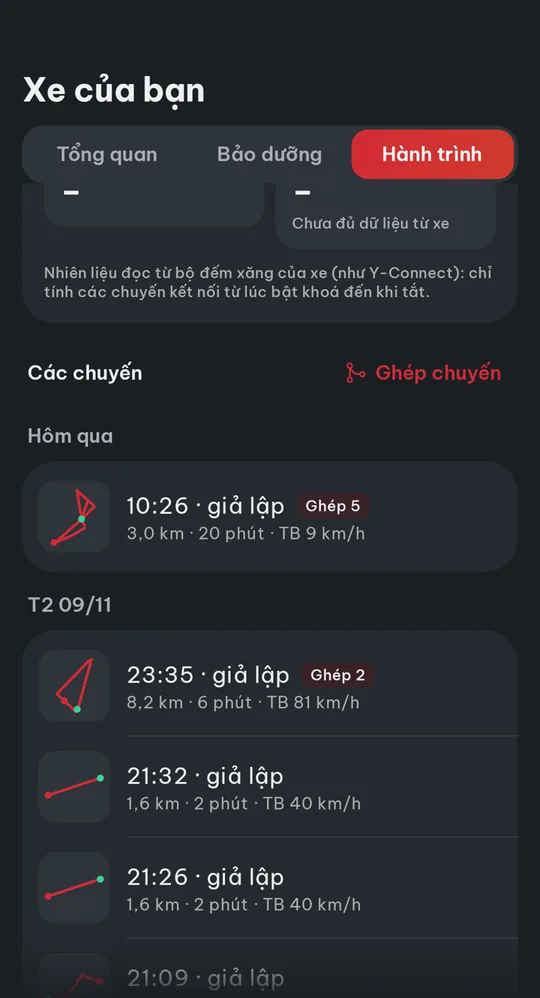 Xe của bạn
Tổng quan
Bảo dưỡng
Hành trình
–
–
Chưa đủ dữ liệu từ xe
Nhiên liệu đọc từ bộ đếm xăng của xe (như Y-Connect): chỉ
tính các chuyến kết nối từ lúc bật khoá đến khi tắt.
Các chuyến
Ghép chuyến
Hôm qua
10:26 · giả lập Ghép 5
3,0 km · 20 phút · TB 9 km/h
T2 09/11
23:35 · giả lập Ghép 2
8,2 km · 6 phút · TB 81 km/h
21:32 · giả lập
1,6 km · 2 phút · TB 40 km/h
21:26 · giả lập
1,6 km · 2 phút · TB 40 km/h
21:09 · giả lập